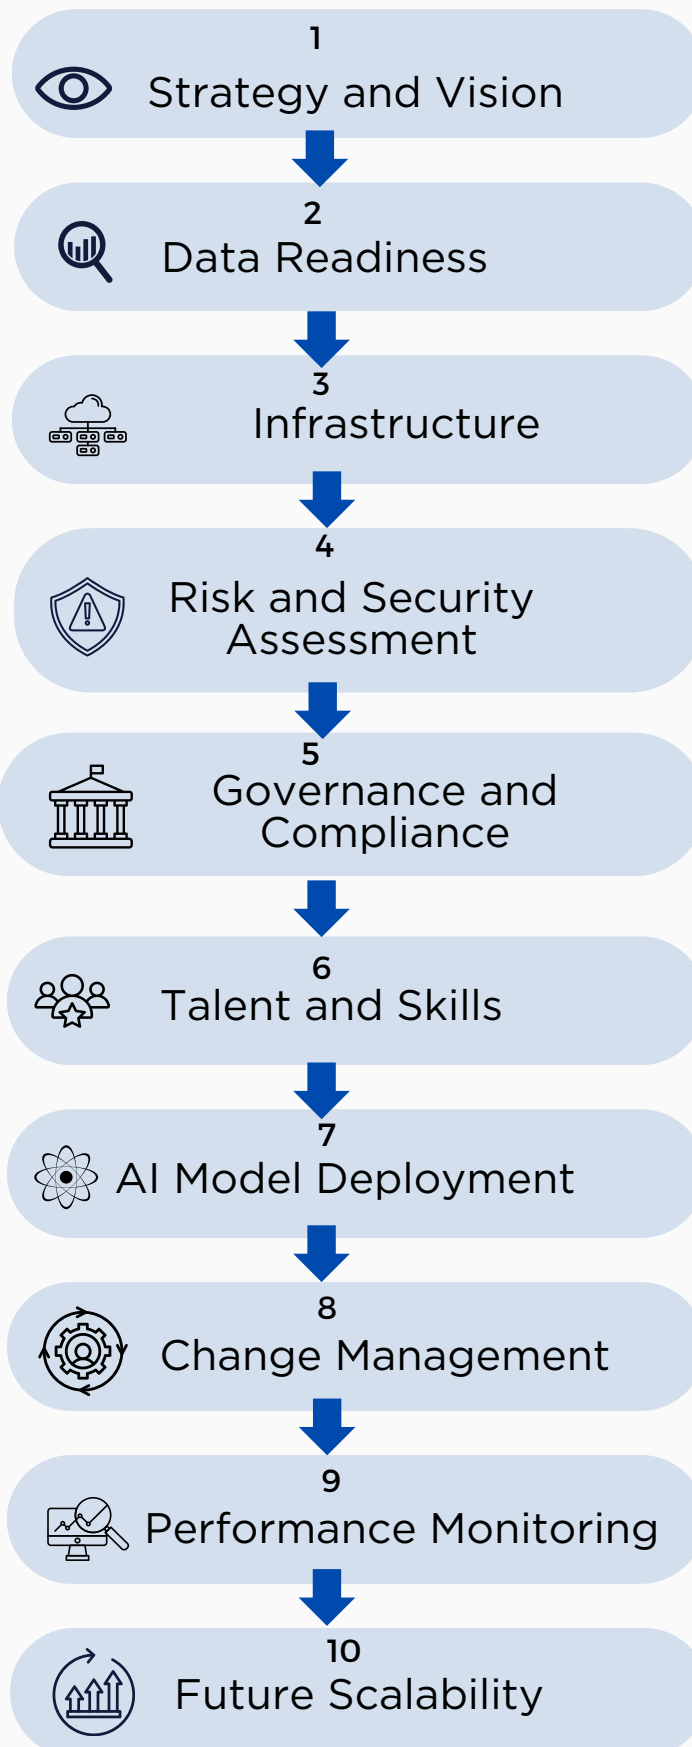 1
Strategy and Vision
2
Data Readiness
3
Infrastructure
4
Risk and Security
Assessment
5
Governance and
Compliance
6
Talent and Skills
7
AI Model Deployment
8
Change Management
9
Performance Monitoring
10
Future Scalability